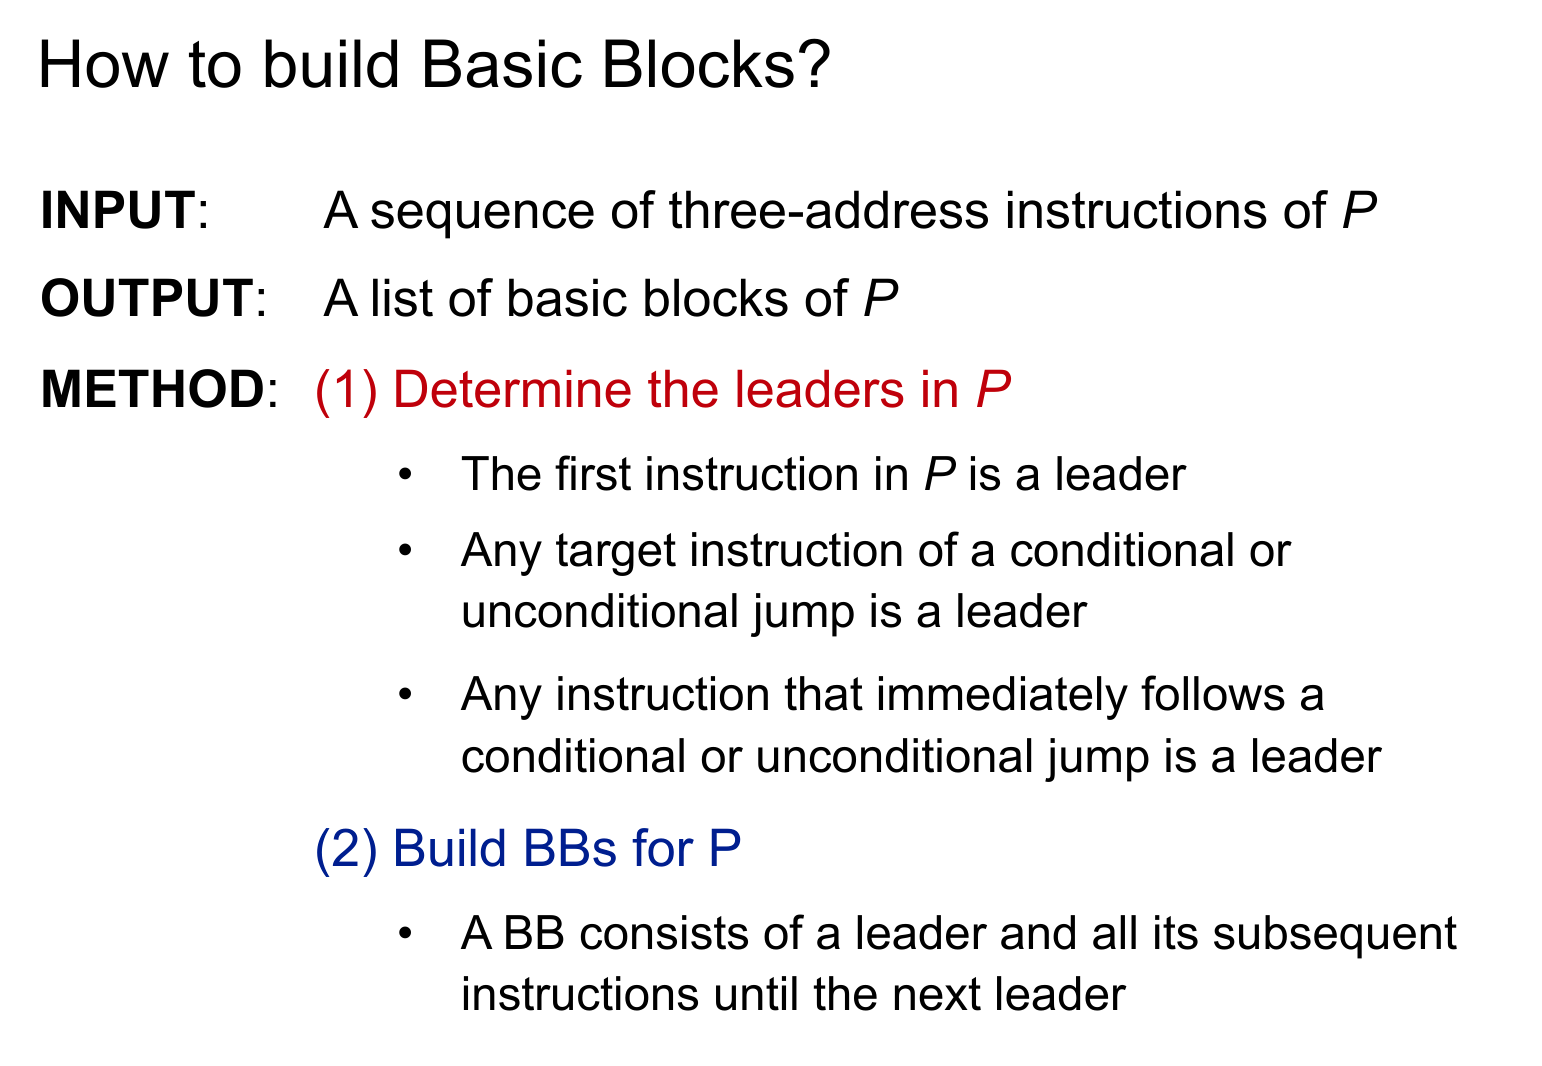 How to build Basic Blocks?
INPUT: A sequence of three-address instructions of P
OUTPUT: A list of basic blocks of P
METHOD: (1) Determine the leaders in P
• The first instruction in P is a leader
• Any target instruction of a conditional or
unconditional jump is a leader
• Any instruction that immediately follows a
conditional or unconditional jump is a leader
(2) Build BBs for P
• A BB consists of a leader and all its subsequent
instructions until the next leader